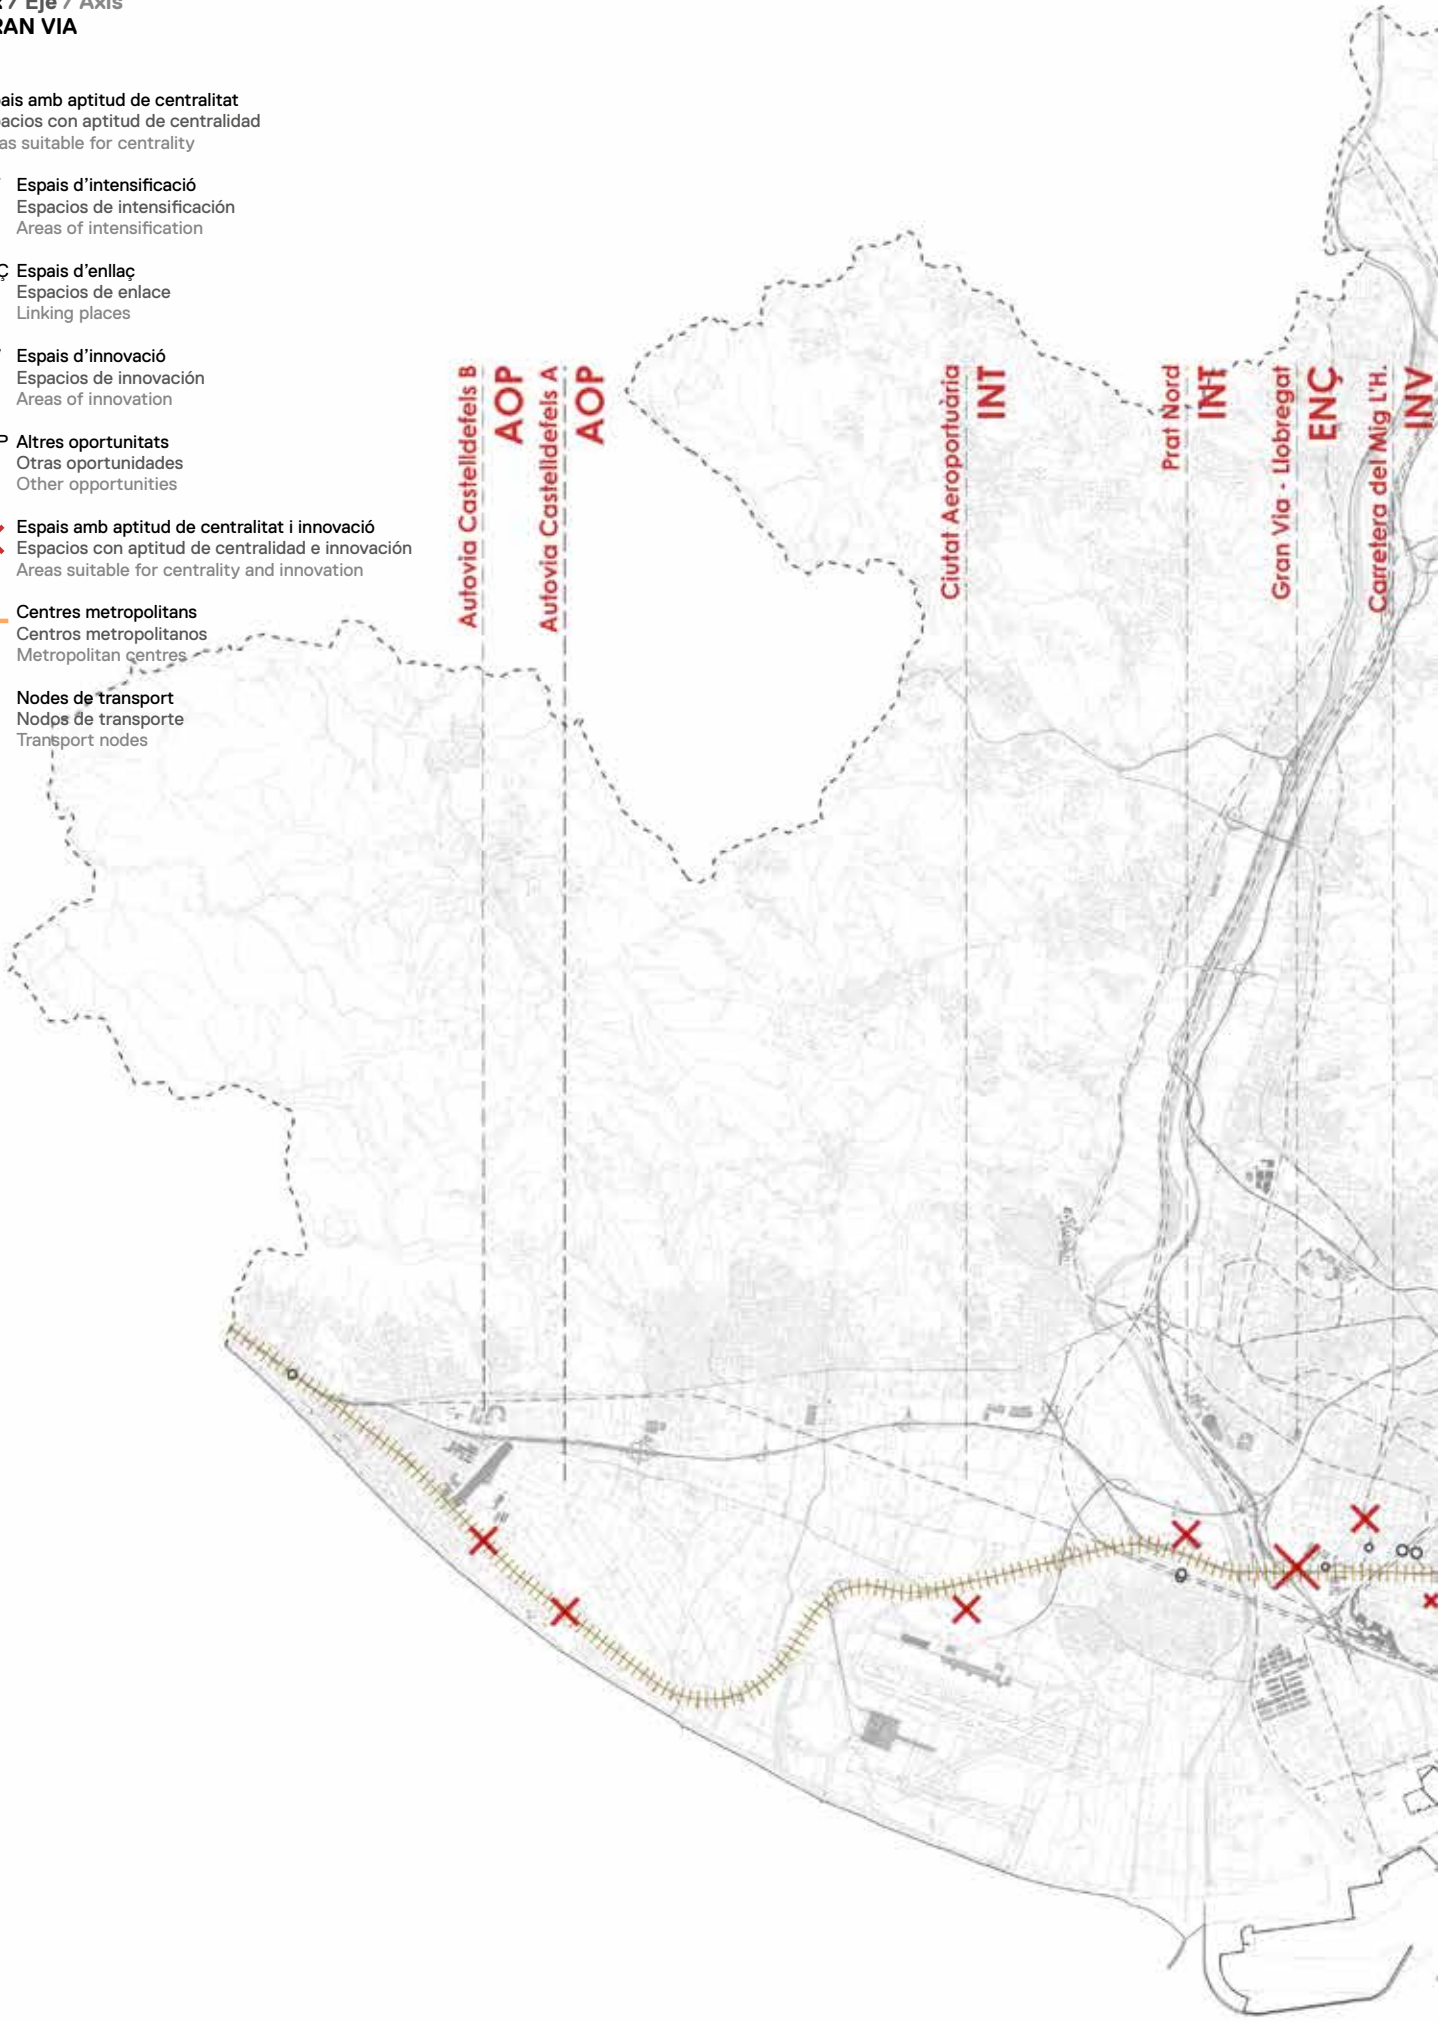 / Eje / Axis
RAN VIA
ais amb aptitud de centralitat
pacios con aptitud de centralidad
as suitable for centrality
Espais d'intensificació
Espacios de intensificación
Areas of intensification
Ç Espais d'enllaç
Espacios de enlace
Linking places
Espais d'innovació
Espacios de innovación
Areas of innovation
P Altres oportunitats
Otras oportunidades
Other opportunities
Espais amb aptitud de centralitat i innovació
Espacios con aptitud de centralidad e innovación
Areas suitable for centrality and innovation
Centres metropolitans
Centros metropolitanos
Metropolitan centres
Nodes de transport
Nodos de transporte
Transport nodes
Autovia Castelldefels B
AOP
Autovia Castelldefels A
AOP
Ciutat Aeroportuària
INT
Prat Nord
INT
Gran Via - Llobregat
ENÇ
Carretera del Mig L'H.
INV